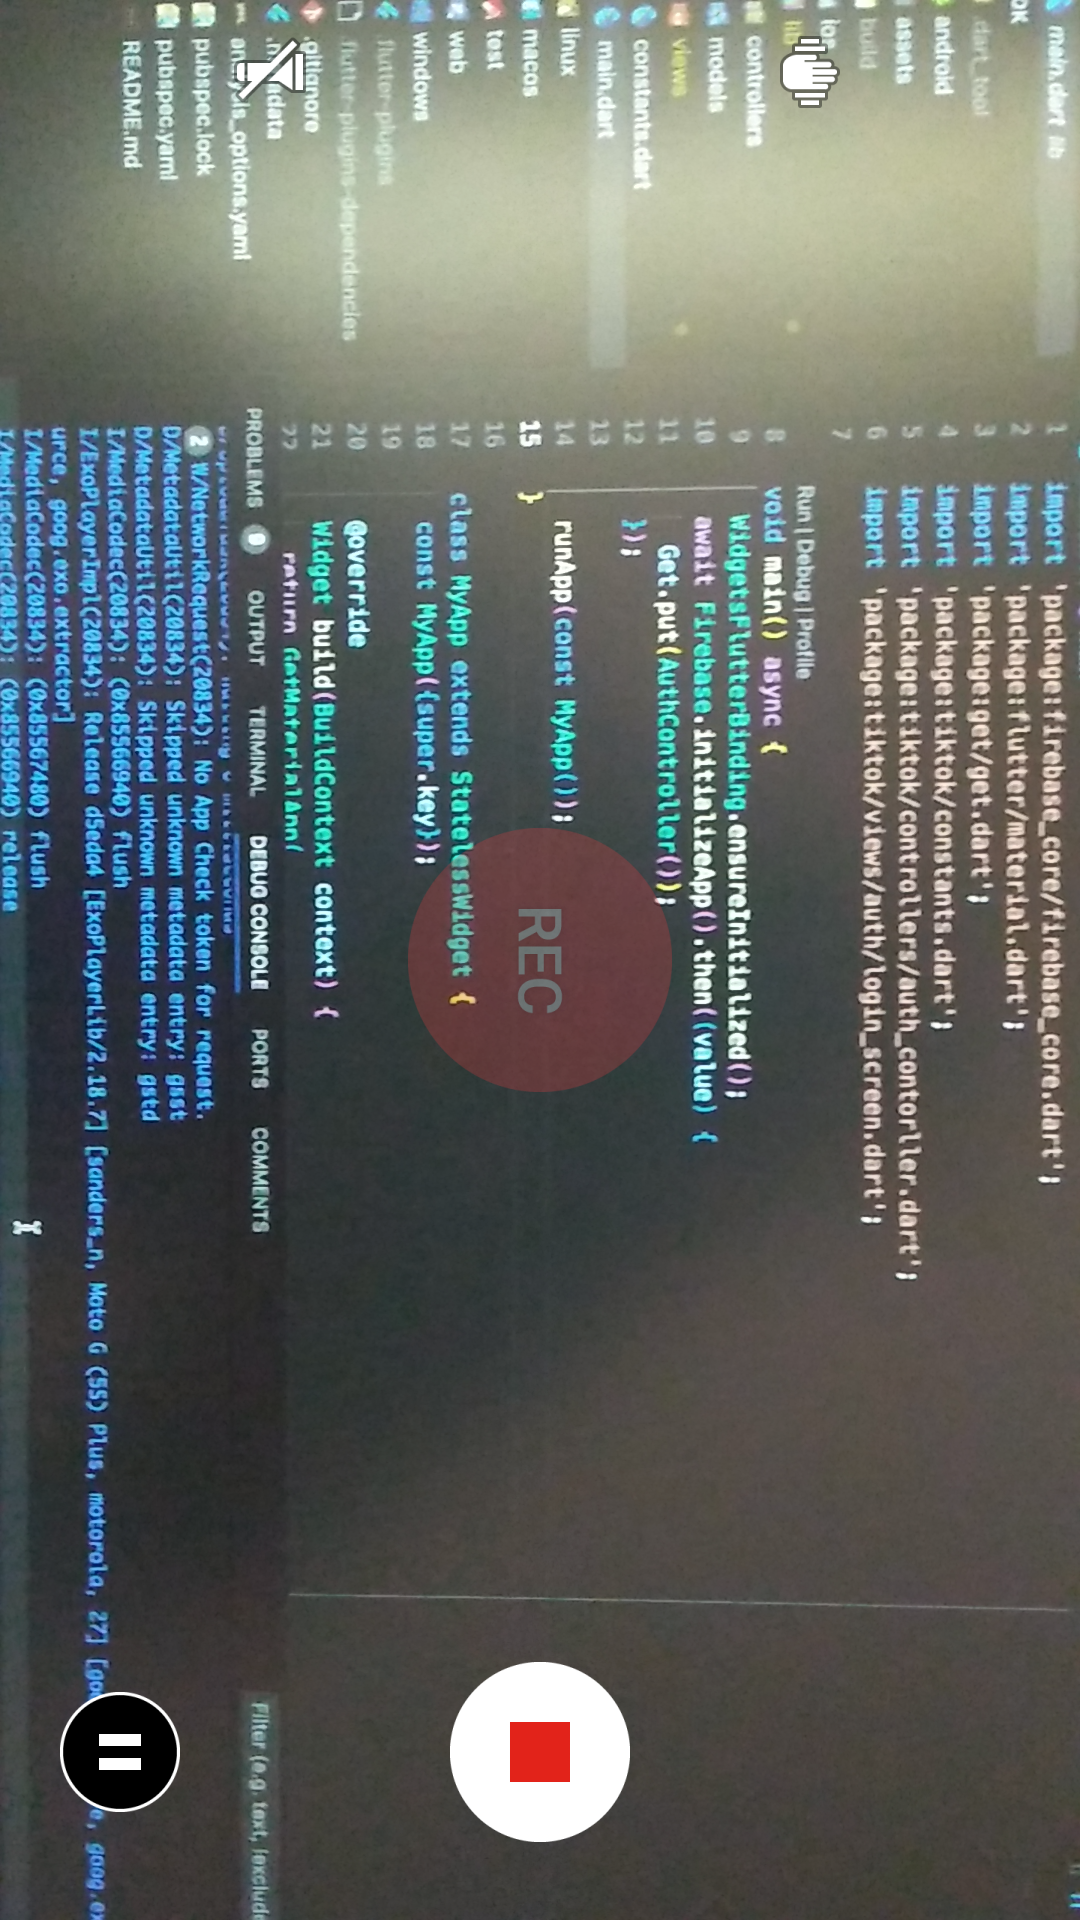 main.dart lib
.dart_tool
android
assets
build
ios
lib
controllers
models
views
constants.dart
main.dart
linux
macos
test
web
windows
.flutter-plugins
.flutter-plugins-dependencies
.gitignore
pubspec.lock
pubspec.yaml
README.md
1 import 'package:firebase_core/firebase_core.dart';
2 import 'package:flutter/material.dart';
3 import 'package:get/get.dart';
4 import 'package:tiktok/constants.dart';
5 import 'package:tiktok/controllers/auth_contorller.dart';
6 import 'package:tiktok/views/auth/login_screen.dart';
7
Run | Debug | Profile
8 void main() async {
9 WidgetsFlutterBinding.ensureInitialized();
10 await Firebase.initializeApp().then((value) {
11 Get.put(AuthController());
12 });
13
14 runApp(const MyApp());
15 }
16
17 class MyApp extends StatelessWidget {
18 const MyApp({super.key});
19
20 @override
21 Widget build(BuildContext context) {
22 return GetMaterialApp(
PROBLEMS OUTPUT TERMINAL DEBUG CONSOLE PORTS COMMENTS Filter (e.g. text, !exclude
2 W/NetworkRequest(20834): No App Check token for request.
D/MetadataUtil(20834): Skipped unknown metadata entry: gsst
D/MetadataUtil(20834): Skipped unknown metadata entry: gstd
I/MediaCodec(20834): (0x85566940) flush
I/ExoPlayerImpl(20834): Release d5eda4 [ExoPlayerLib/2.18.7] [sanders_n, Moto G (5S) Plus, motorola, 27] [goog.ex
urce, goog.exo.extractor]
I/MediaCodec(20834): (0x85567480) flush
I/MediaCodec(20834): (0x85566940) release
REC